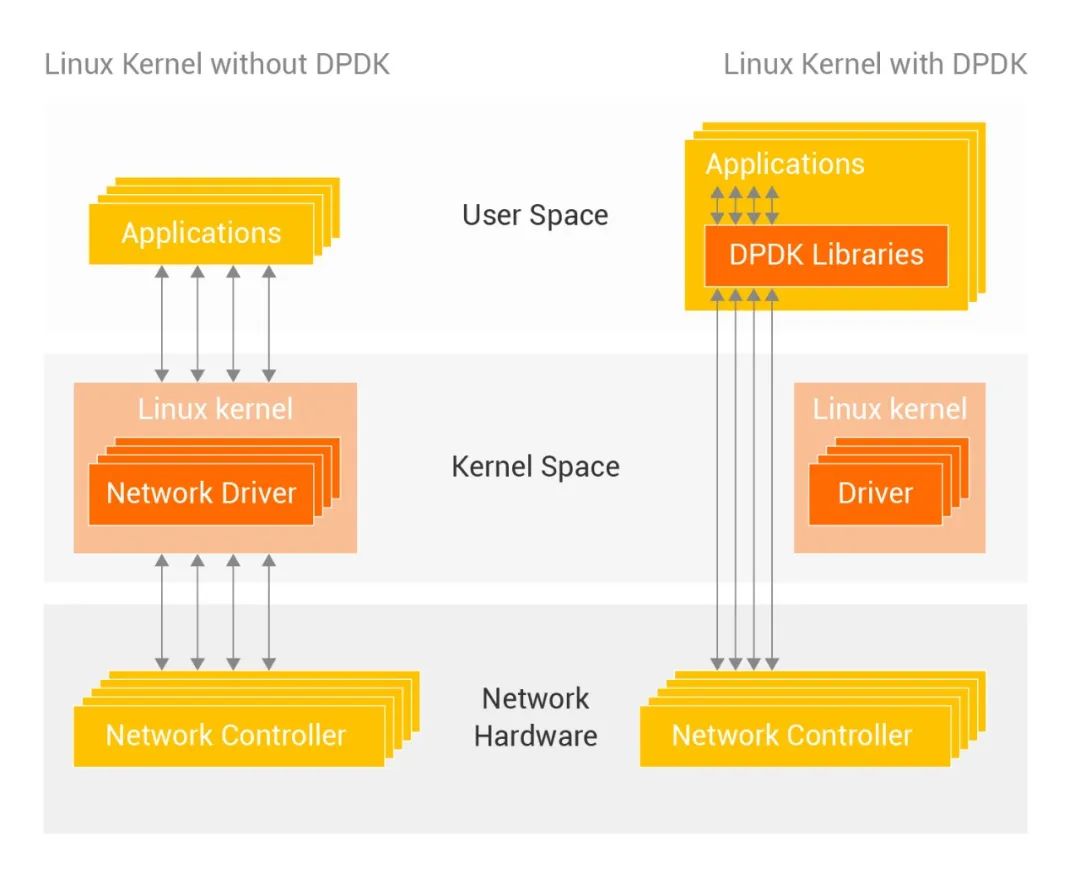 Linux Kernel without DPDK
Linux Kernel with DPDK
Applications
User Space
Applications
DPDK Libraries
Linux kernel
Network Driver
Kernel Space
Linux kernel
Driver
Network Controller
Network
Hardware
Network Controller